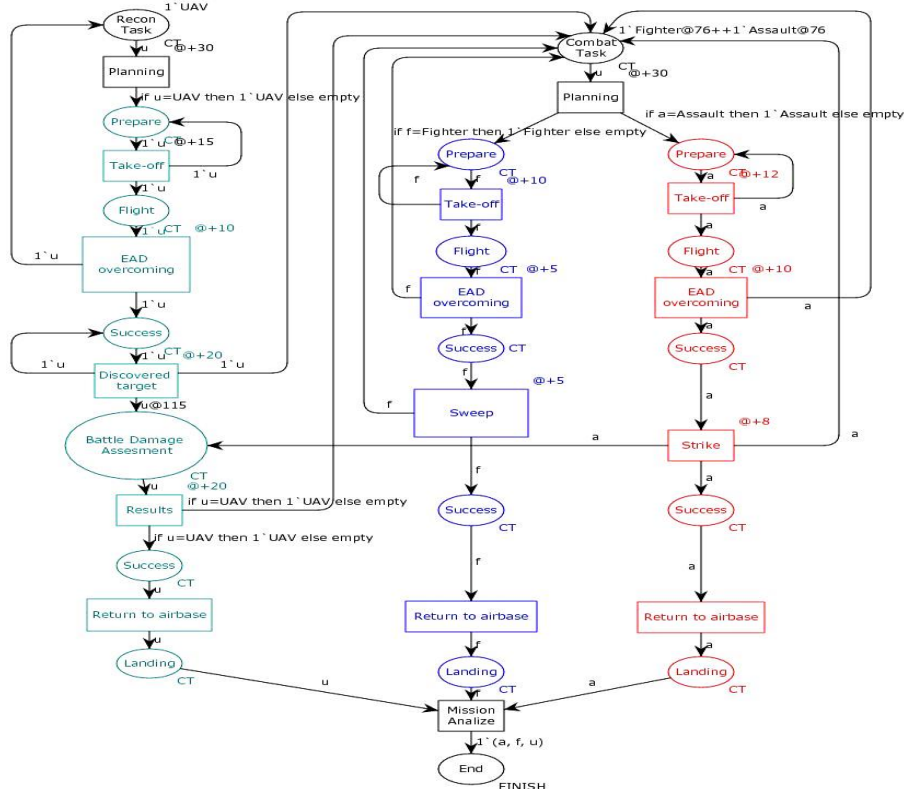 1`UAV
Recon
Task
CT
@+30
u
Planning
if u=UAV then 1`UAV else empty
Prepare
CT
@+15
1`u
Take-off
1`u
1`u
Flight
CT
@+10
1`u
EAD
overcoming
1`u
1`u
Success
CT
@+20
1`u
1`u
Discovered
target
1`u
u@115
Battle Damage
Assesment
CT
@+20
u
Results
if u=UAV then 1`UAV else empty
if u=UAV then 1`UAV else empty
Success
CT
u
Return to airbase
u
Landing
CT
u
1`Fighter@76++1`Assault@76
Combat
Task
CT
@+30
u
Planning
if f=Fighter then 1`Fighter else empty
if a=Assault then 1`Assault else empty
Prepare
CT
@+10
f
f
Take-off
f
Flight
CT
@+5
f
EAD
overcoming
f
f
Success
CT
f
@+5
Sweep
f
f
Success
CT
f
Return to airbase
f
Landing
CT
f
Prepare
CT
@+12
a
Take-off
a
a
Flight
CT
@+10
a
EAD
overcoming
a
a
Success
CT
a
@+8
Strike
a
a
a
Success
CT
a
Return to airbase
a
Landing
CT
a
Mission
Analize
1`(a, f, u)
End
FINISH